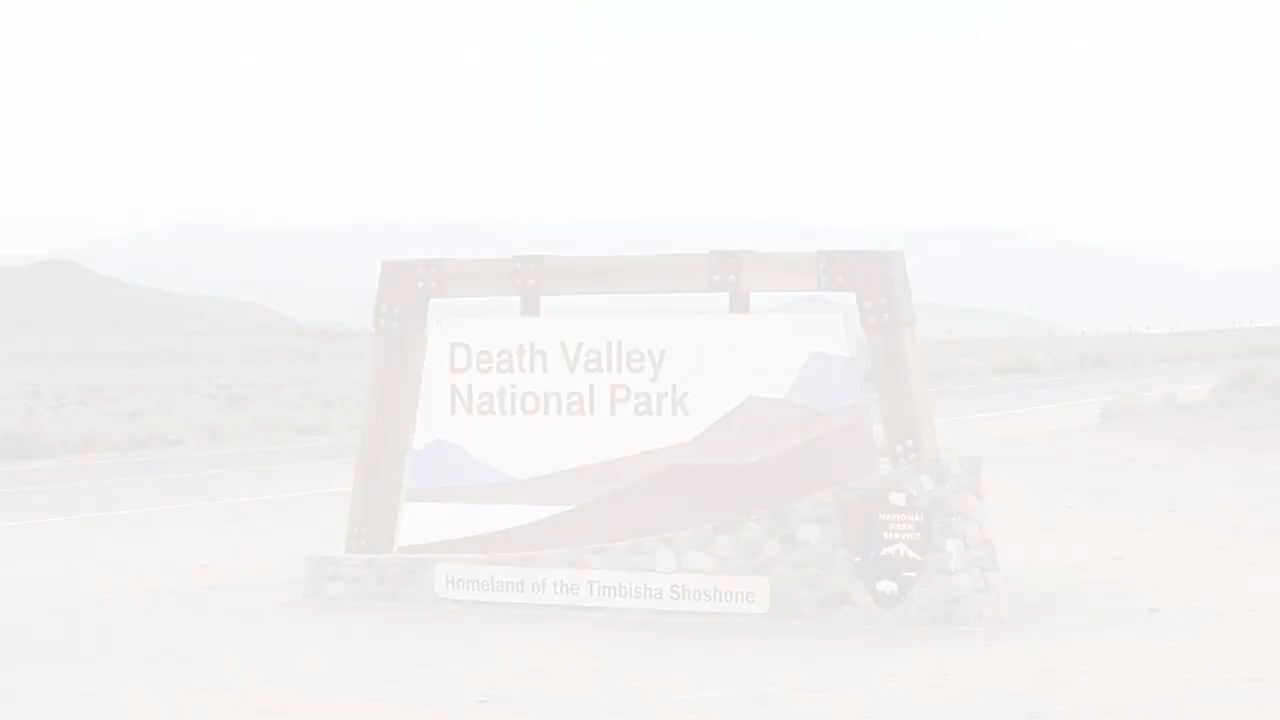 Death Valley
National Park
NATIONAL
PARK
SERVICE
Homeland of the Timbisha Shoshone